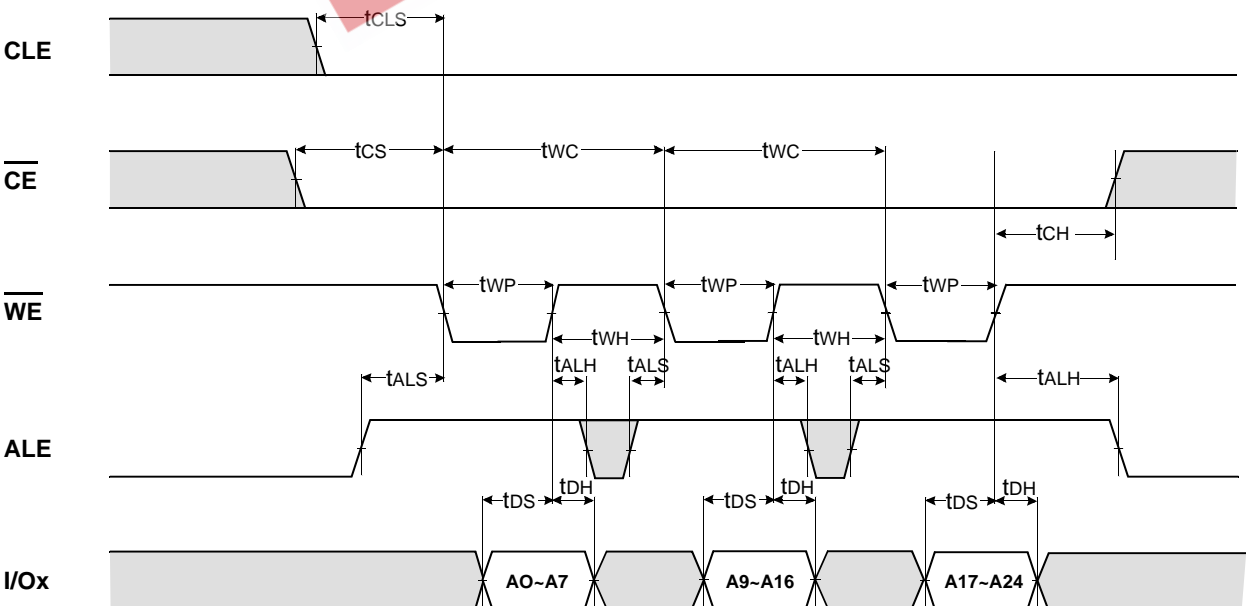 CLE
tCLS
CE
tCS tWC tWC
tCH
WE
tWP tWP tWP
tWH tWH
tALS tALH tALS tALH tALS tALH
ALE
tDS tDH tDS tDH tDS tDH
I/Ox
AO~A7 A9~A16 A17~A24